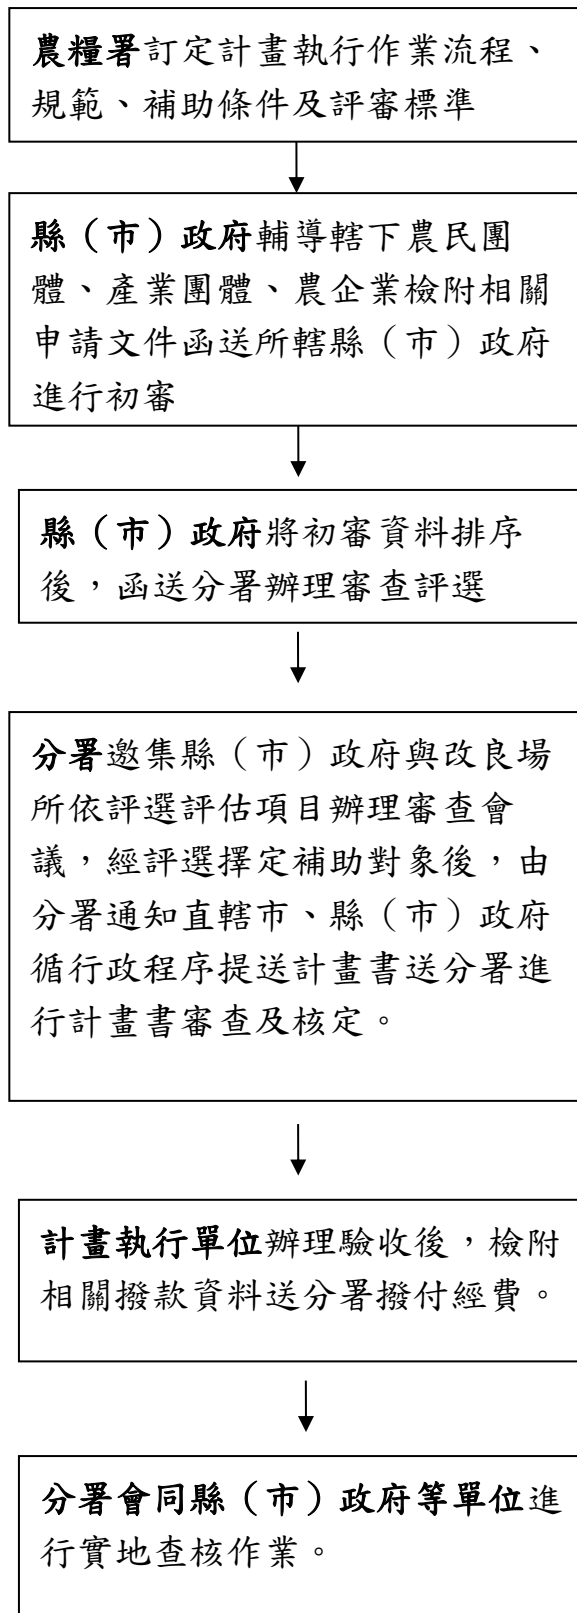 農糧署訂定計畫執行作業流程、
規範、補助條件及評審標準
縣（市）政府輔導轄下農民團
體、產業團體、農企業檢附相關
申請文件函送所轄縣（市）政府
進行初審
縣（市）政府將初審資料排序
後，函送分署辦理審查評選
分署邀集縣（市）政府與改良場
所依評選評估項目辦理審查會
議，經評選擇定補助對象後，由
分署通知直轄市、縣（市）政府
循行政程序提送計畫書送分署進
行計畫書審查及核定。
計畫執行單位辦理驗收後，檢附
相關撥款資料送分署撥付經費。
分署會同縣（市）政府等單位進
行實地查核作業。